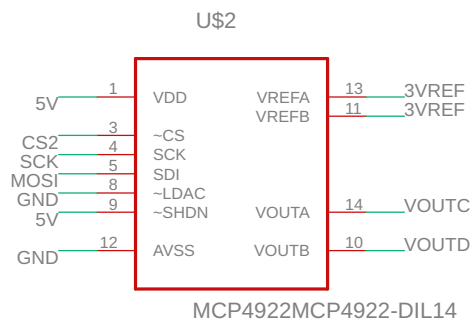 U$2
1
13
5V
VDD
VREFA
3VREF
11
VREFB
3VREF
3
CS2
~CS
4
SCK
SCK
5
MOSI
SDI
8
GND
~LDAC
9
14
5V
~SHDN
VOUTA
VOUTC
12
10
GND
AVSS
VOUTB
VOUTD
MCP4922MCP4922-DIL14